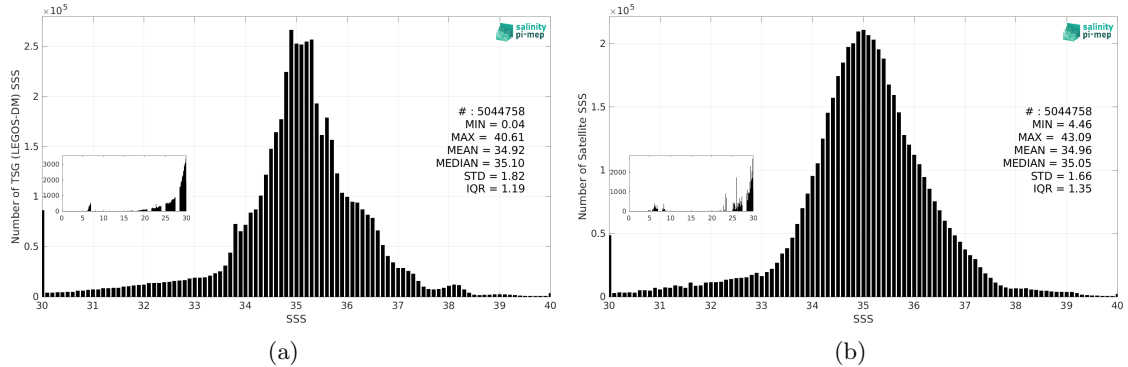 ×10^5
salinity
pi-mep
2.5
2
1.5
1
0.5
0
Number of TSG (LEGOS-DM) SSS
# : 5044758
MIN = 0.04
MAX = 40.61
MEAN = 34.92
MEDIAN = 35.10
STD = 1.82
IQR = 1.19
3000
2000
1000
0
0 5 10 15 20 25 30
30 31 32 33 34 35 36 37 38 39 40
SSS
(a)
×10^5
salinity
pi-mep
2
1.5
1
0.5
0
Number of Satellite SSS
# : 5044758
MIN = 4.46
MAX = 43.09
MEAN = 34.96
MEDIAN = 35.05
STD = 1.66
IQR = 1.35
2000
1000
0
0 5 10 15 20 25 30
30 31 32 33 34 35 36 37 38 39 40
SSS
(b)